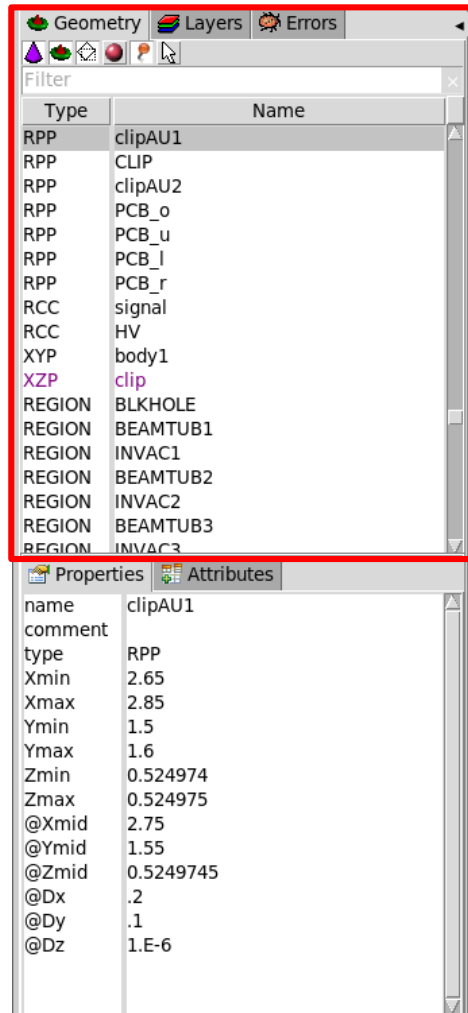 Geometry Layers Errors
Filter
Type Name
RPP clipAU1
RPP CLIP
RPP clipAU2
RPP PCB_o
RPP PCB_u
RPP PCB_l
RPP PCB_r
RCC signal
RCC HV
XYP body1
XZP clip
REGION BLKHOLE
REGION BEAMTUB1
REGION INVAC1
REGION BEAMTUB2
REGION INVAC2
REGION BEAMTUB3
REGION INVAC3
Properties Attributes
name clipAU1
comment
type RPP
Xmin 2.65
Xmax 2.85
Ymin 1.5
Ymax 1.6
Zmin 0.524974
Zmax 0.524975
@Xmid 2.75
@Ymid 1.55
@Zmid 0.5249745
@Dx .2
@Dy .1
@Dz 1.E-6